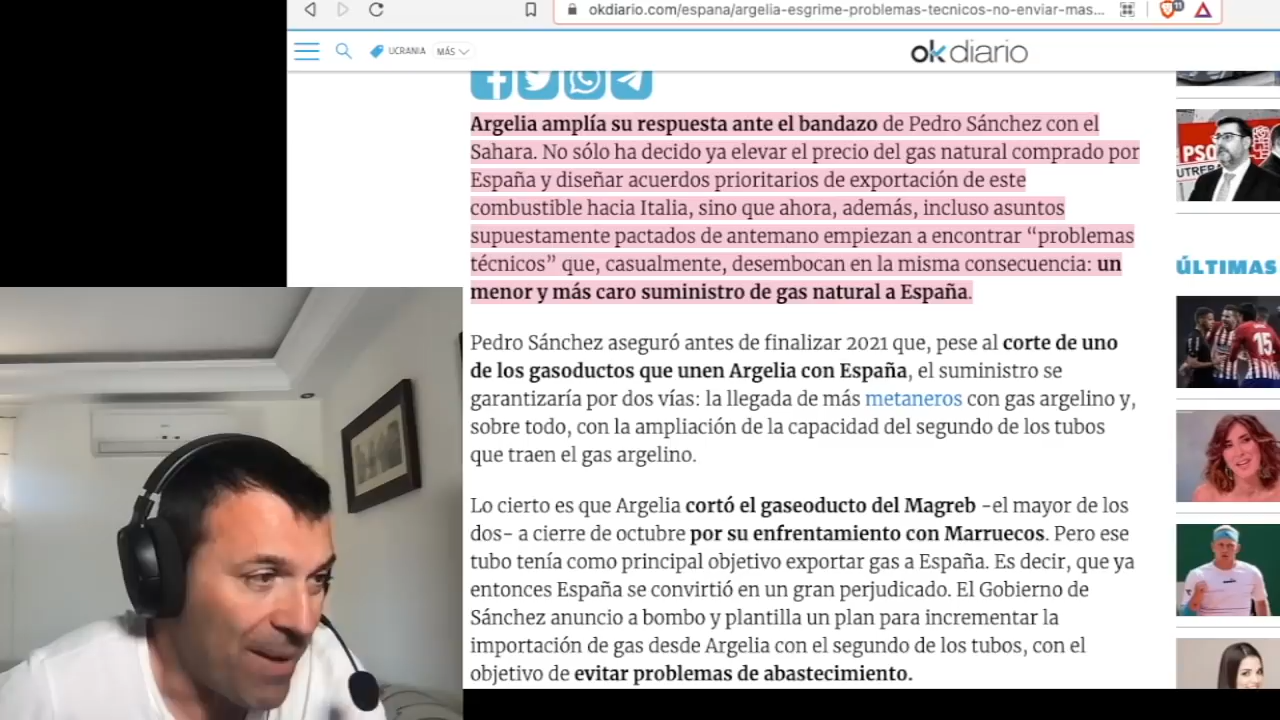 okdiario.com/espana/argelia-esgrime-problemas-tecnicos-no-enviar-mas...
11
UCRANIA
MÁS
okdiario
Argelia amplía su respuesta ante el bandazo de Pedro Sánchez con el
Sahara. No sólo ha decido ya elevar el precio del gas natural comprado por
España y diseñar acuerdos prioritarios de exportación de este
combustible hacia Italia, sino que ahora, además, incluso asuntos
supuestamente pactados de antemano empiezan a encontrar “problemas
técnicos” que, casualmente, desembocan en la misma consecuencia: un
menor y más caro suministro de gas natural a España.
Pedro Sánchez aseguró antes de finalizar 2021 que, pese al corte de uno
de los gasoductos que unen Argelia con España, el suministro se
garantizaría por dos vías: la llegada de más metaneros con gas argelino y,
sobre todo, con la ampliación de la capacidad del segundo de los tubos
que traen el gas argelino.
Lo cierto es que Argelia cortó el gaseoducto del Magreb -el mayor de los
dos- a cierre de octubre por su enfrentamiento con Marruecos. Pero ese
tubo tenía como principal objetivo exportar gas a España. Es decir, que ya
entonces España se convirtió en un gran perjudicado. El Gobierno de
Sánchez anuncio a bombo y plantilla un plan para incrementar la
importación de gas desde Argelia con el segundo de los tubos, con el
objetivo de evitar problemas de abastecimiento.
PSO
UTRER
ÚLTIMAS
15